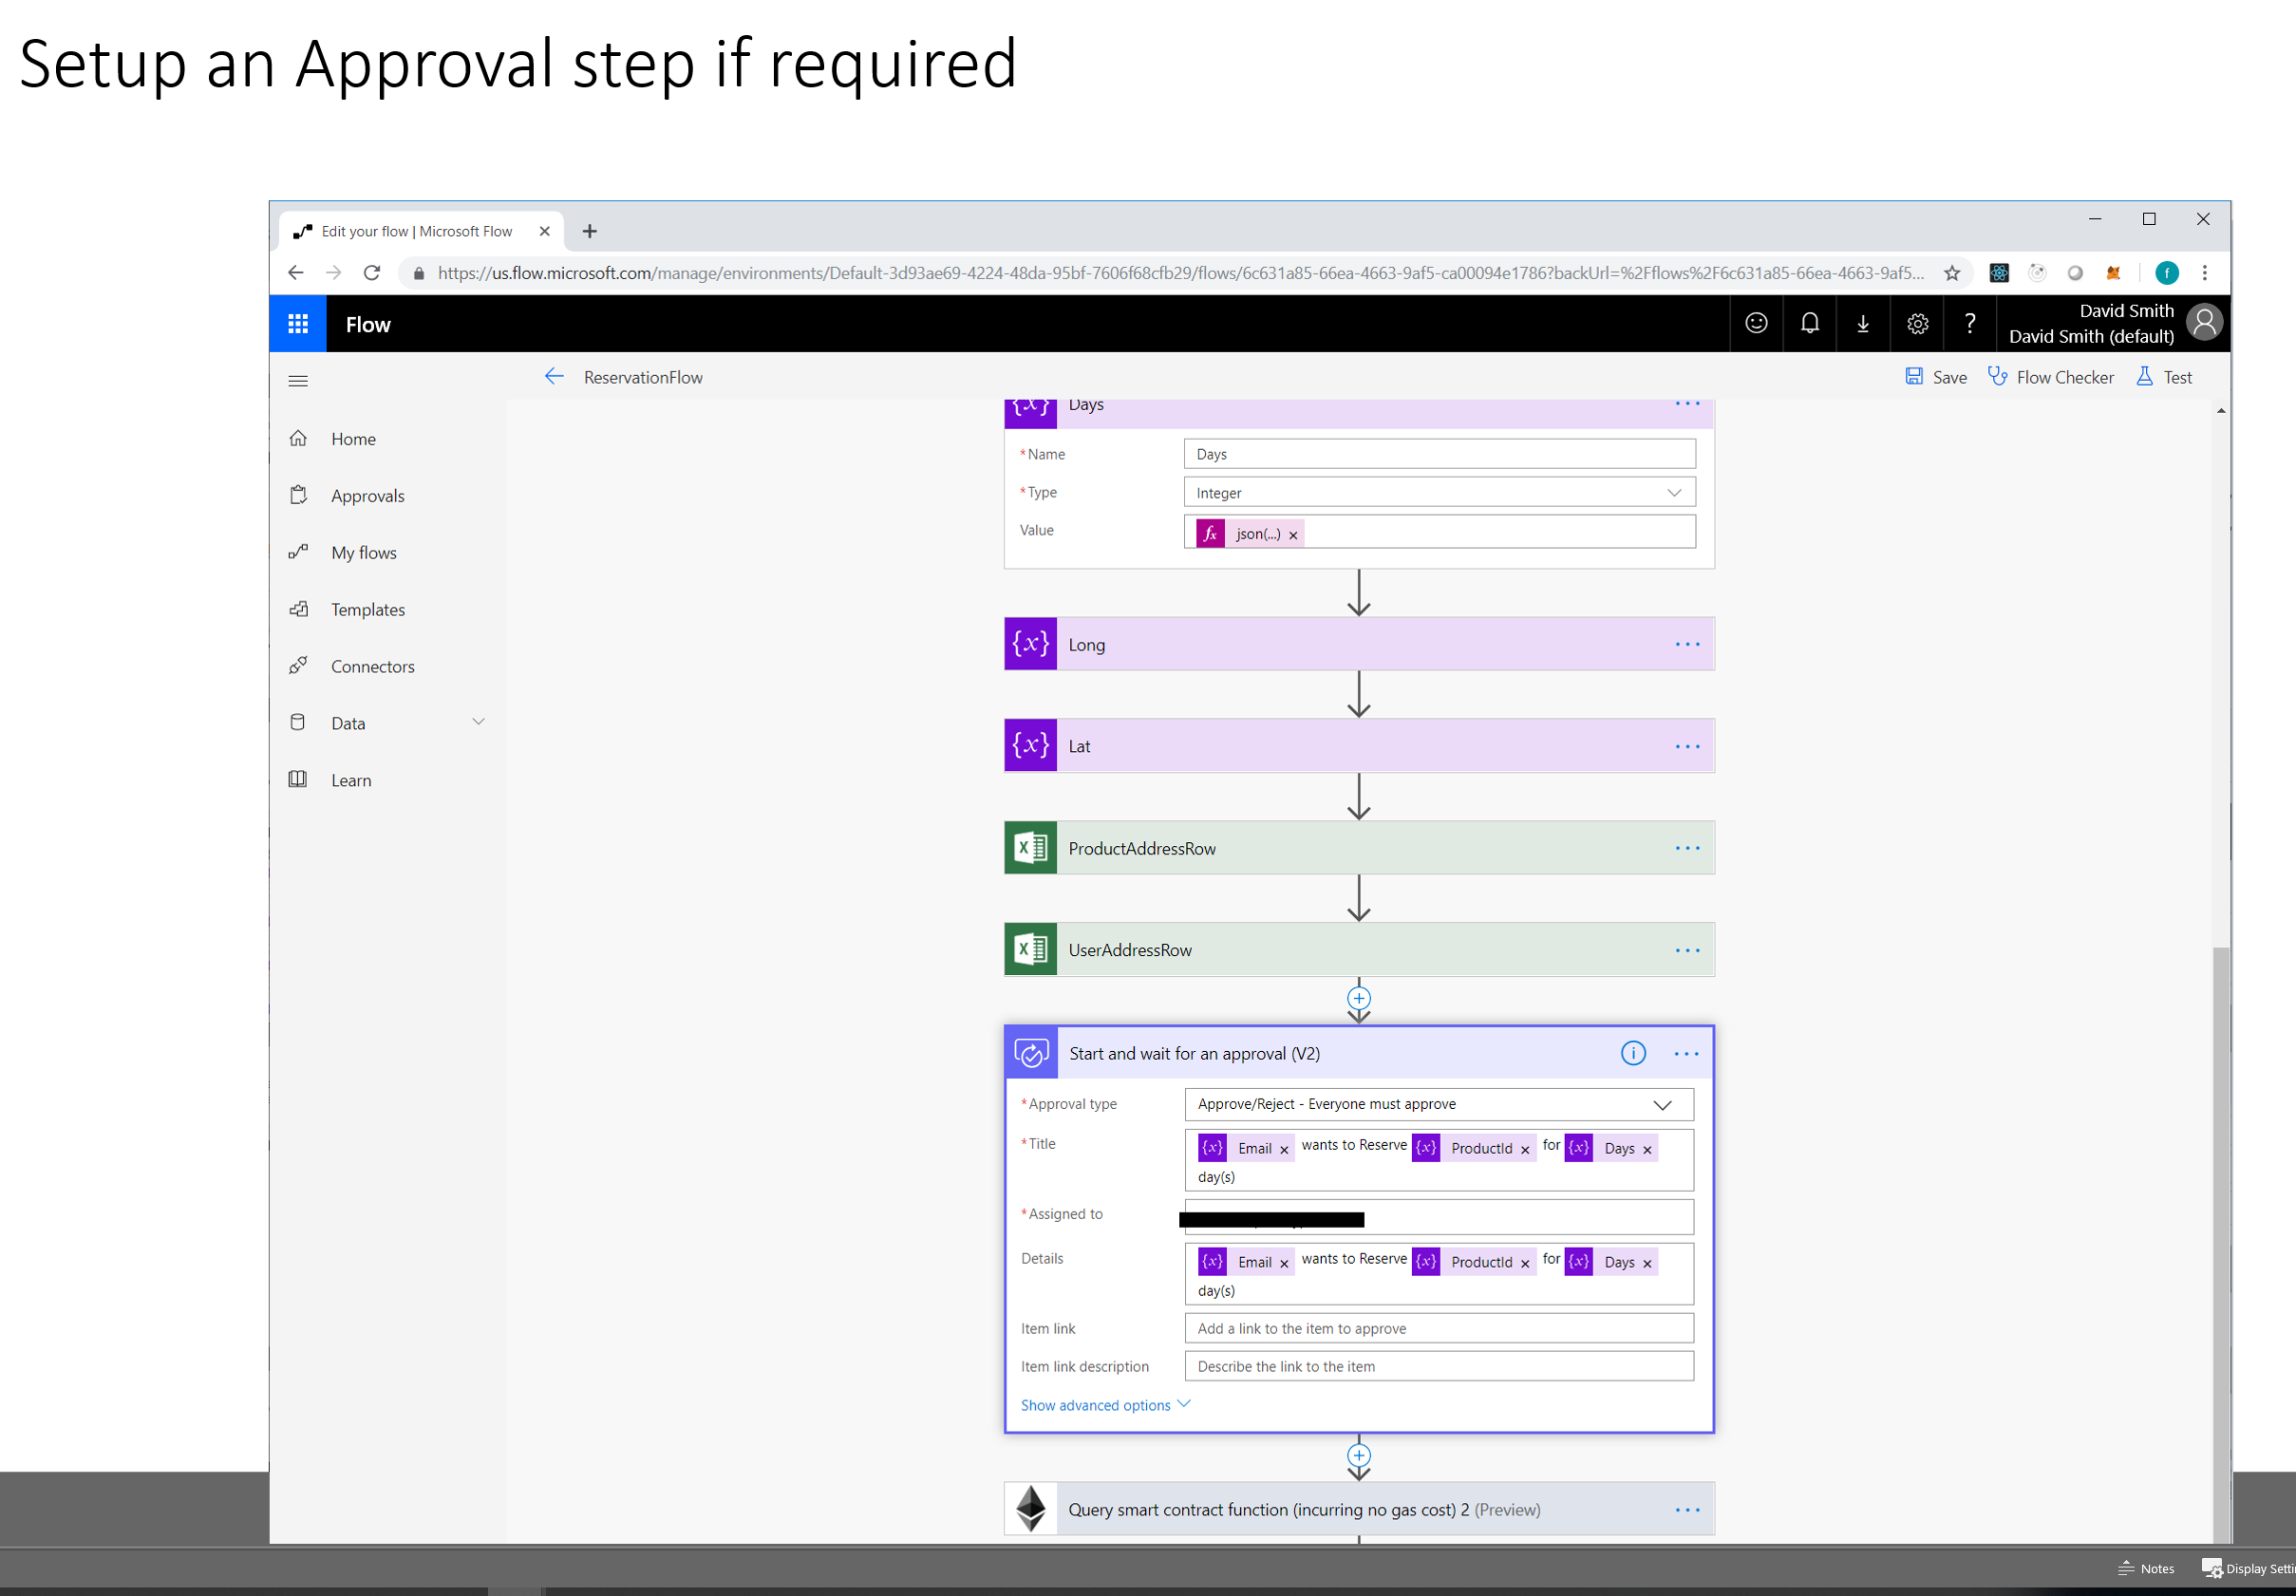 Setup an Approval step if required
Edit your flow | Microsoft Flow
https://us.flow.microsoft.com/manage/environments/Default-3d93ae69-4224-48da-95bf-7606f68cfb29/flows/6c631a85-66ea-4663-9af5-ca00094e1786?backUrl=%2Fflows%2F6c631a85-66ea-4663-9af5...
f
Flow
?
David Smith
David Smith (default)
ReservationFlow
Save
Flow Checker
Test
Home
Approvals
My flows
Templates
Connectors
Data
Learn
{x} Days ...
*Name Days
*Type Integer
Value fx json(...) ×
{x} Long ...
{x} Lat ...
ProductAddressRow ...
UserAddressRow ...
Start and wait for an approval (V2) ...
*Approval type Approve/Reject - Everyone must approve
*Title {x} Email × wants to Reserve {x} ProductId × for {x} Days ×
day(s)
*Assigned to
Details {x} Email × wants to Reserve {x} ProductId × for {x} Days ×
day(s)
Item link Add a link to the item to approve
Item link description Describe the link to the item
Show advanced options
Query smart contract function (incurring no gas cost) 2 (Preview) ...
Notes
Display